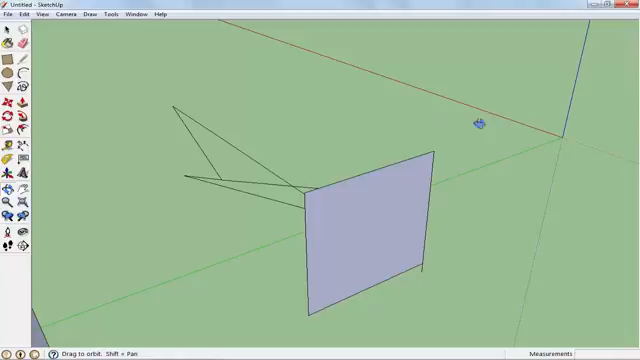 Untitled - SketchUp
File Edit View Camera Draw Tools Window Help
Drag to orbit. Shift = Pan
Measurements